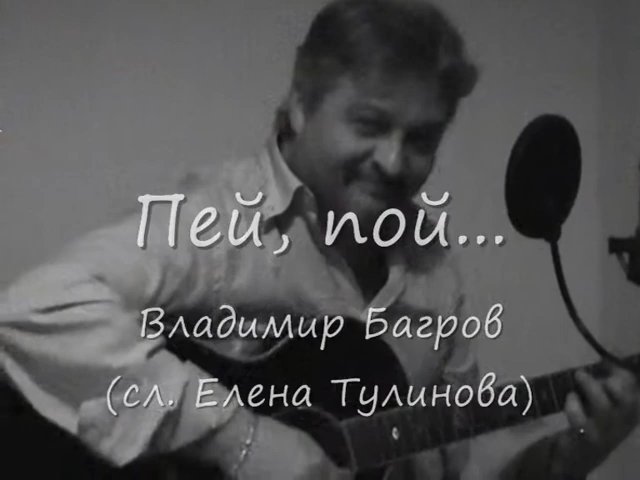 Пей, пой...
Владимир Багров
(сл. Елена Тулинова)